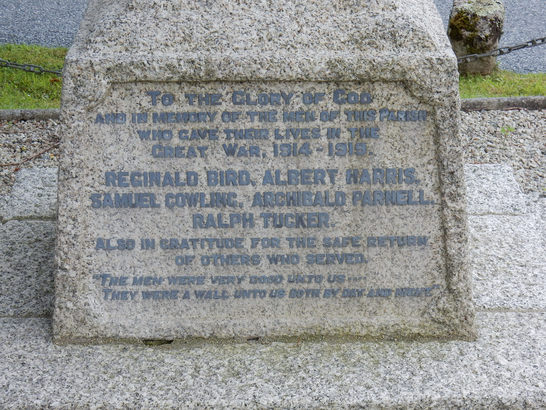 To The Glory of God
And in Memory of the Men of this Parish
who gave their lives in the
Great War, 1914 - 1918.
Reginald Bird, Albert Harris,
Samuel Gowling, Archibald Parnell,
Ralph Tucker.
Also in gratitude for the safe return
of others who served.
"The men were very good unto us ...
They were a wall unto us both by day and night."